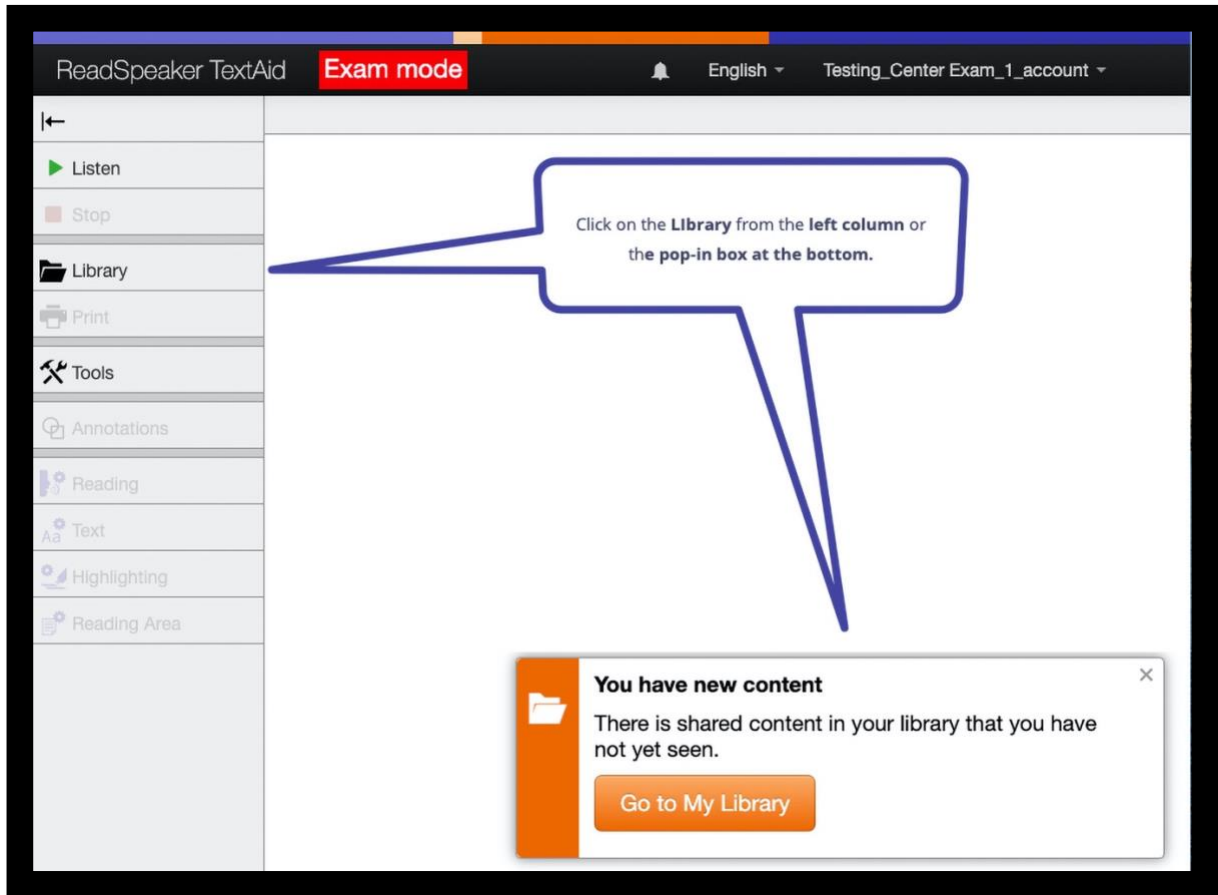 ReadSpeaker TextAid Exam mode English Testing_Center Exam_1_account
Listen
Stop
Library
Print
Tools
Annotations
Reading
Text
Highlighting
Reading Area
Click on the LIbrary from the left column or
the pop-in box at the bottom.
You have new content
There is shared content in your library that you have
not yet seen.
Go to My Library